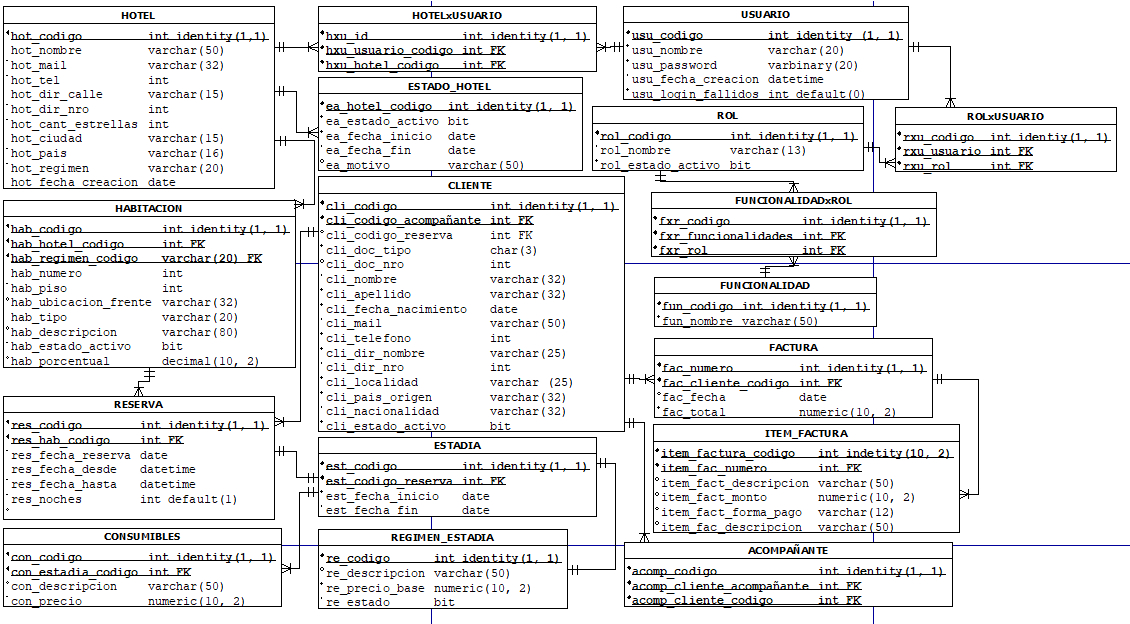 HOTEL
hot_codigo int identity(1,1)
hot_nombre varchar(50)
hot_mail varchar(32)
hot_tel int
hot_dir_calle varchar(15)
hot_dir_nro int
hot_cant_estrellas int
hot_ciudad varchar(15)
hot_pais varchar(16)
hot_regimen varchar(20)
hot_fecha_creacion date
HOTELxUSUARIO
hxu_id int identity(1, 1)
hxu_usuario_codigo int FK
hxu_hotel_codigo int FK
USUARIO
usu_codigo int identity (1, 1)
usu_nombre varchar(20)
usu_password varbinary(20)
usu_fecha_creacion datetime
usu_login_fallidos int default(0)
ESTADO_HOTEL
ea_hotel_codigo int identity(1, 1)
ea_estado_activo bit
ea_fecha_inicio date
ea_fecha_fin date
ea_motivo varchar(50)
ROL
rol_codigo int identity(1, 1)
rol_nombre varchar(13)
rol_estado_activo bit
ROLxUSUARIO
rxu_codigo int identity(1, 1)
rxu_usuario int FK
rxu_rol int FK
HABITACION
hab_codigo int identity(1, 1)
hab_hotel_codigo int FK
hab_regimen_codigo varchar(20) FK
hab_numero int
hab_piso int
hab_ubicacion_frente varchar(32)
hab_tipo varchar(20)
hab_descripcion varchar(80)
hab_estado_activo bit
hab_porcentual decimal(10, 2)
CLIENTE
cli_codigo int identity(1, 1)
cli_codigo_acompañante int FK
cli_codigo_reserva int FK
cli_doc_tipo char(3)
cli_doc_nro int
cli_nombre varchar(32)
cli_apellido varchar(32)
cli_fecha_nacimiento date
cli_mail varchar(50)
cli_telefono int
cli_dir_nombre varchar(25)
cli_dir_nro int
cli_localidad varchar (25)
cli_pais_origen varchar(32)
cli_nacionalidad varchar(32)
cli_estado_activo bit
FUNCIONALIDADxROL
fxr_codigo int identity(1, 1)
fxr_funcionalidades int FK
fxr_rol int FK
FUNCIONALIDAD
fun_codigo int identity(1, 1)
fun_nombre varchar(50)
FACTURA
fac_numero int identity(1, 1)
fac_cliente_codigo int FK
fac_fecha date
fac_total numeric(10, 2)
RESERVA
res_codigo int identity(1, 1)
res_hab_codigo int FK
res_fecha_reserva date
res_fecha_desde datetime
res_fecha_hasta datetime
res_noches int default(1)
ESTADIA
est_codigo int identity(1, 1)
est_codigo_reserva int FK
est_fecha_inicio date
est_fecha_fin date
ITEM_FACTURA
item_factura_codigo int indetity(10, 2)
item_fac_numero int FK
item_fact_descripcion varchar(50)
item_fact_monto numeric(10, 2)
item_fact_forma_pago varchar(12)
item_fac_descripcion varchar(50)
CONSUMIBLES
con_codigo int identity(1, 1)
con_estadia_codigo int FK
con_descripcion varchar(50)
con_precio numeric(10, 2)
REGIMEN_ESTADIA
re_codigo int identity(1, 1)
re_descripcion varchar(50)
re_precio_base numeric(10, 2)
re_estado bit
ACOMPAÑANTE
acomp_codigo int identity(1, 1)
acomp_cliente_acompañante int FK
acomp_cliente_codigo int FK